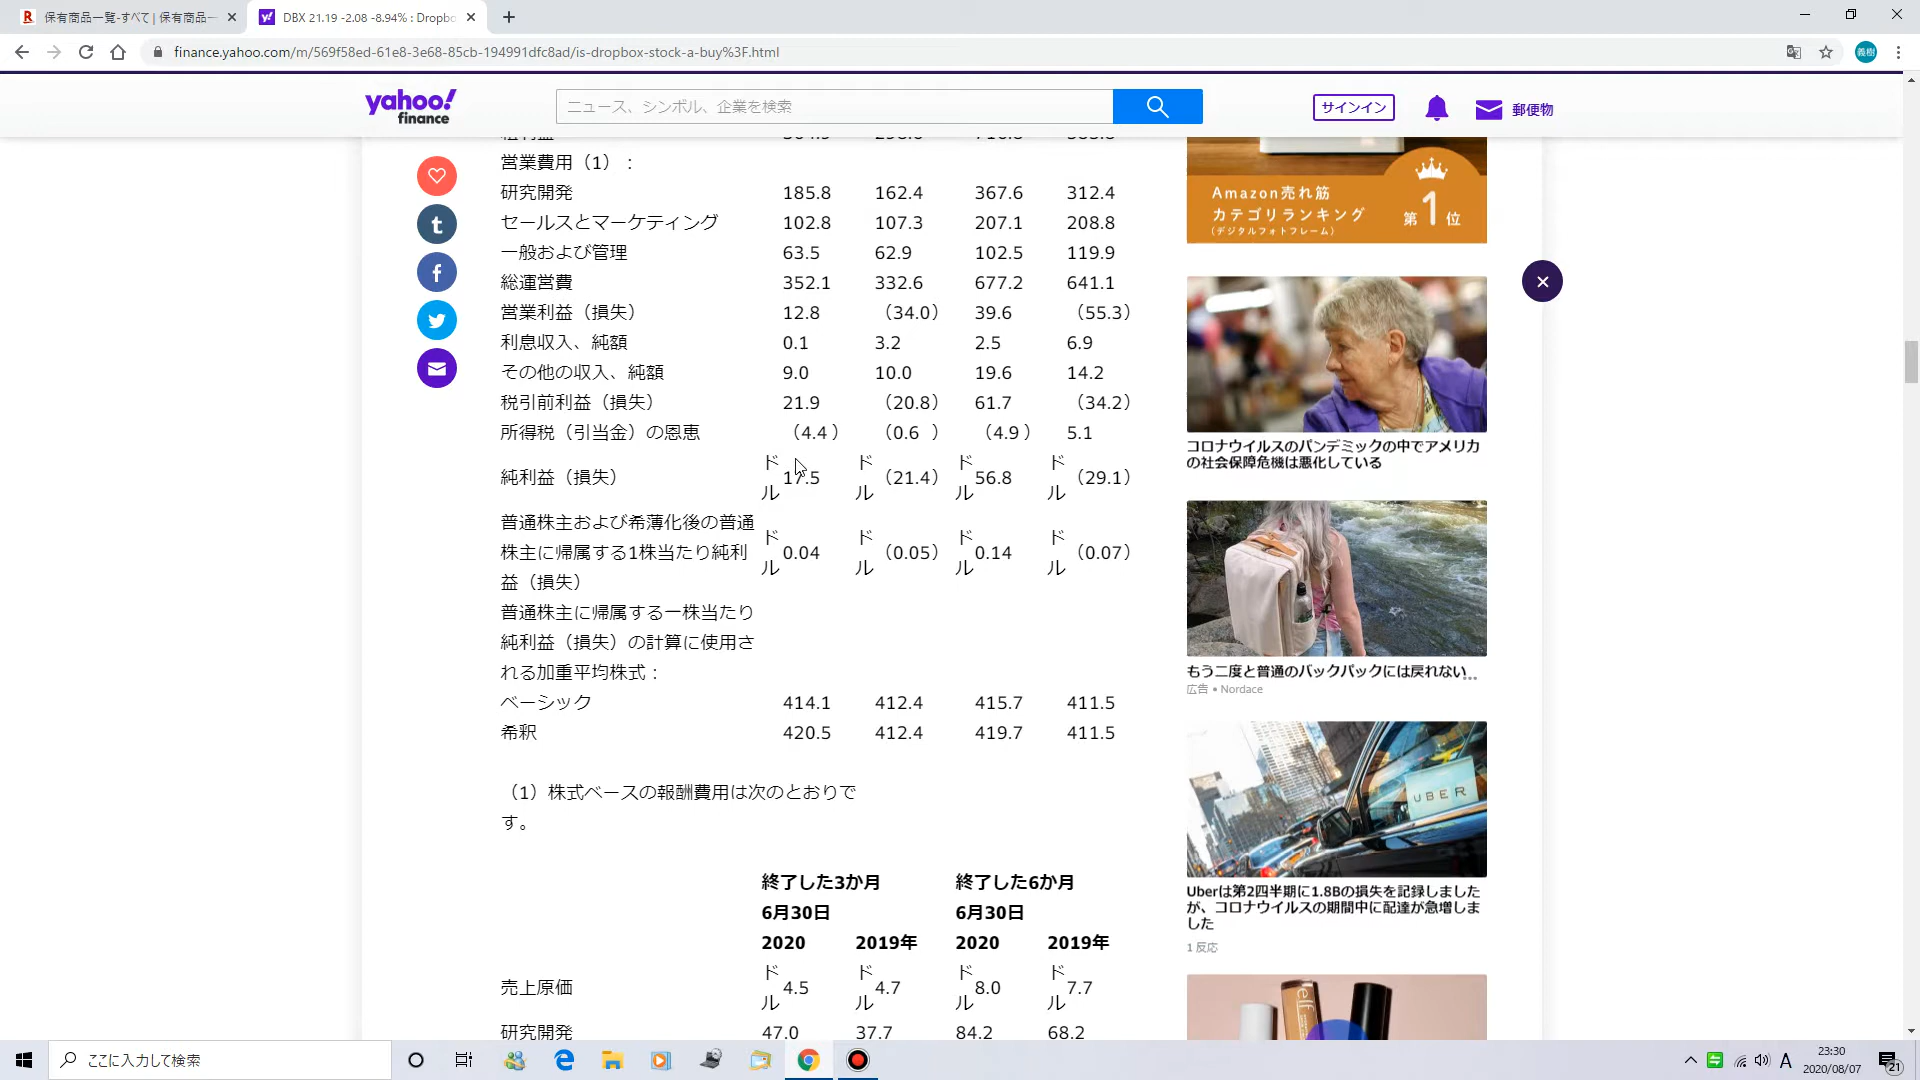 保有商品一覧-すべて | 保有商品一
DBX 21.19 -2.08 -8.94% : Dropbo
finance.yahoo.com/m/569f58ed-61e8-3e68-85cb-194991dfc8ad/is-dropbox-stock-a-buy%3F.html
義樹
yahoo!
finance
ニュース、シンボル、企業を検索
サインイン
郵便物
営業費用（1）：
研究開発 185.8 162.4 367.6 312.4
セールスとマーケティング 102.8 107.3 207.1 208.8
一般および管理 63.5 62.9 102.5 119.9
総運営費 352.1 332.6 677.2 641.1
営業利益（損失） 12.8 （34.0） 39.6 （55.3）
利息収入、純額 0.1 3.2 2.5 6.9
その他の収入、純額 9.0 10.0 19.6 14.2
税引前利益（損失） 21.9 （20.8） 61.7 （34.2）
所得税（引当金）の恩恵 （4.4 ） （0.6 ） （4.9 ） 5.1
純利益（損失） ドル 17.5 ドル （21.4） ドル 56.8 ドル （29.1）
普通株主および希薄化後の普通
株主に帰属する1株当たり純利 ドル 0.04 ドル （0.05） ドル 0.14 ドル （0.07）
益（損失）
普通株主に帰属する一株当たり
純利益（損失）の計算に使用さ
れる加重平均株式：
ベーシック 414.1 412.4 415.7 411.5
希釈 420.5 412.4 419.7 411.5
（1）株式ベースの報酬費用は次のとおりで
す。
終了した3か月 終了した6か月
6月30日 6月30日
2020 2019年 2020 2019年
売上原価 ドル 4.5 ドル 4.7 ドル 8.0 ドル 7.7
研究開発 47.0 37.7 84.2 68.2
Amazon売れ筋
カテゴリランキング
（デジタルフォトフレーム）
第1位
コロナウイルスのパンデミックの中でアメリカ
の社会保障危機は悪化している
もう二度と普通のバックパックには戻れない...
広告 • Nordace
UBER
Uberは第2四半期に1.8Bの損失を記録しました
が、コロナウイルスの期間中に配達が急増しま
した
1 反応
e.l.f.
ここに入力して検索
A
23:30
2020/08/07
21